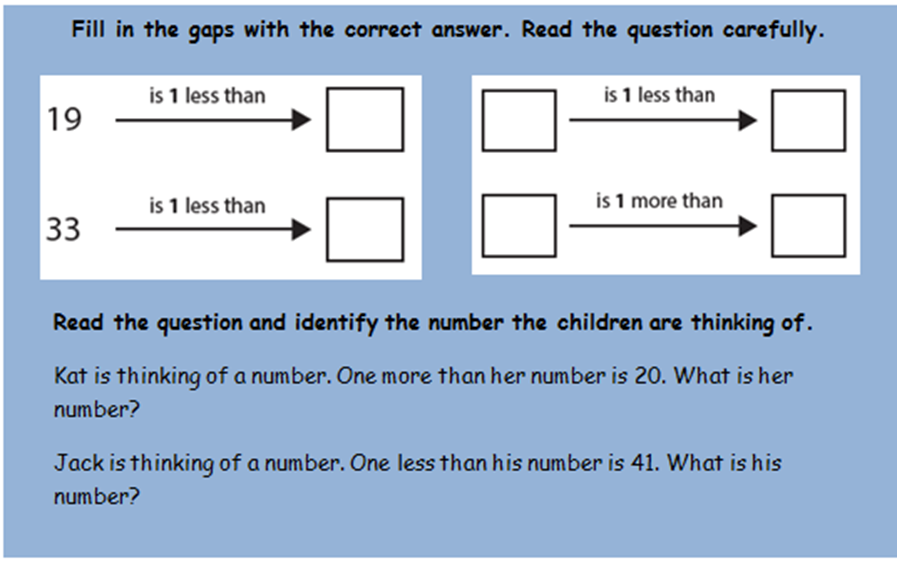 Fill in the gaps with the correct answer. Read the question carefully.
19 is 1 less than
33 is 1 less than
is 1 less than
is 1 more than
Read the question and identify the number the children are thinking of.
Kat is thinking of a number. One more than her number is 20. What is her
number?
Jack is thinking of a number. One less than his number is 41. What is his
number?